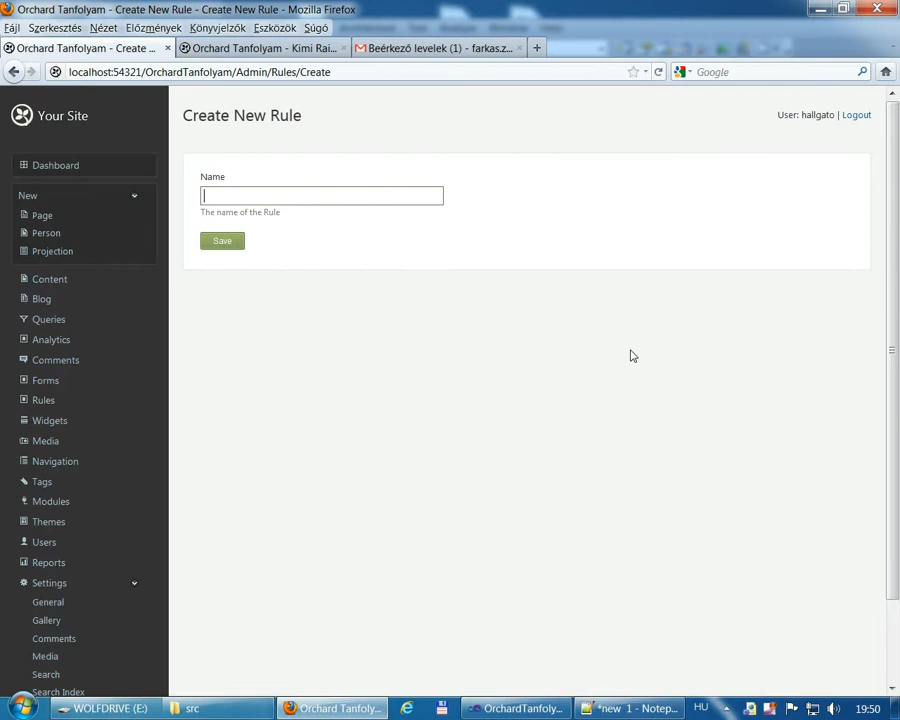 Orchard Tanfolyam - Create New Rule - Create New Rule - Mozilla Firefox
Fájl Szerkesztés Nézet Előzmények Könyvjelzők Eszközök Súgó
Orchard Tanfolyam - Create ... × Orchard Tanfolyam - Kimi Rai... × Beérkező levelek (1) - farkas.z... × +
localhost:54321/OrchardTanfolyam/Admin/Rules/Create
Google
Your Site
Create New Rule
User: hallgato | Logout
Dashboard
New
Page
Person
Projection
Content
Blog
Queries
Analytics
Comments
Forms
Rules
Widgets
Media
Navigation
Tags
Modules
Themes
Users
Reports
Settings
General
Gallery
Comments
Media
Search
Search Index
Name
The name of the Rule
Save
WOLFDRIVE (E:)
src
Orchard Tanfoly...
OrchardTanfoly...
*new 1 - Notep...
HU
19:50